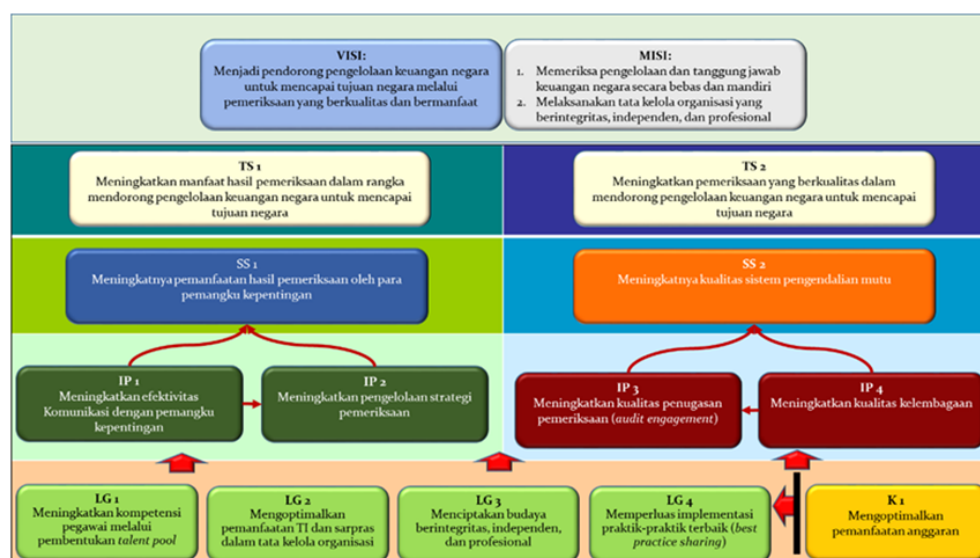 VISI:
Menjadi pendorong pengelolaan keuangan negara
untuk mencapai tujuan negara melalui
pemeriksaan yang berkualitas dan bermanfaat
MISI:
1. Memeriksa pengelolaan dan tanggung jawab
keuangan negara secara bebas dan mandiri
2. Melaksanakan tata kelola organisasi yang
berintegritas, independen, dan profesional
TS 1
Meningkatkan manfaat hasil pemeriksaan dalam rangka
mendorong pengelolaan keuangan negara untuk mencapai
tujuan negara
TS 2
Meningkatkan pemeriksaan yang berkualitas dalam
mendorong pengelolaan keuangan negara untuk mencapai
tujuan negara
SS 1
Meningkatnya pemanfaatan hasil pemeriksaan oleh para
pemangku kepentingan
SS 2
Meningkatnya kualitas sistem pengendalian mutu
IP 1
Meningkatkan efektivitas
Komunikasi dengan pemangku
kepentingan
IP 2
Meningkatkan pengelolaan strategi
pemeriksaan
IP 3
Meningkatkan kualitas penugasan
pemeriksaan (audit engagement)
IP 4
Meningkatkan kualitas kelembagaan
LG 1
Meningkatkan kompetensi
pegawai melalui
pembentukan talent pool
LG 2
Mengoptimalkan
pemanfaatan TI dan sarpras
dalam tata kelola organisasi
LG 3
Menciptakan budaya
berintegritas, independen,
dan profesional
LG 4
Memperluas implementasi
praktik-praktik terbaik (best
practice sharing)
K 1
Mengoptimalkan
pemanfaatan anggaran